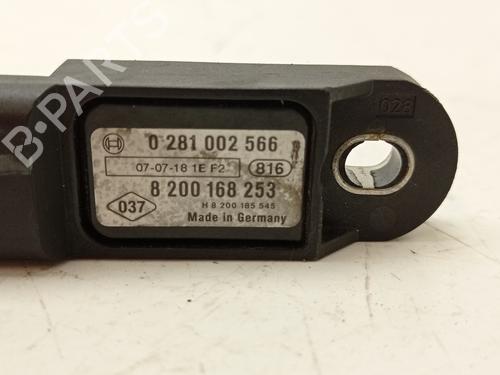 B-PARTS
028
0 281 002 566
07-07-18 1E F2 816
8 200 168 253
H 8 200 185 545
037 Made in Germany